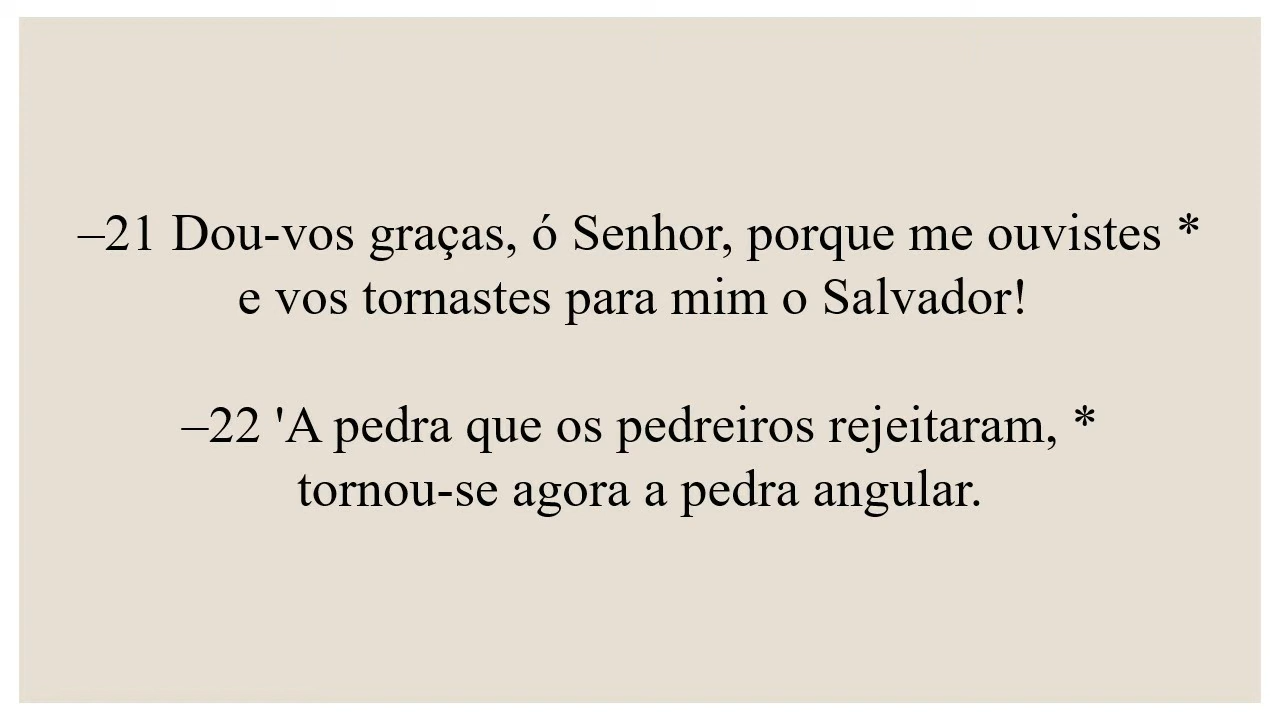 –21 Dou-vos graças, ó Senhor, porque me ouvistes *
e vos tornastes para mim o Salvador!
–22 'A pedra que os pedreiros rejeitaram, *
tornou-se agora a pedra angular.